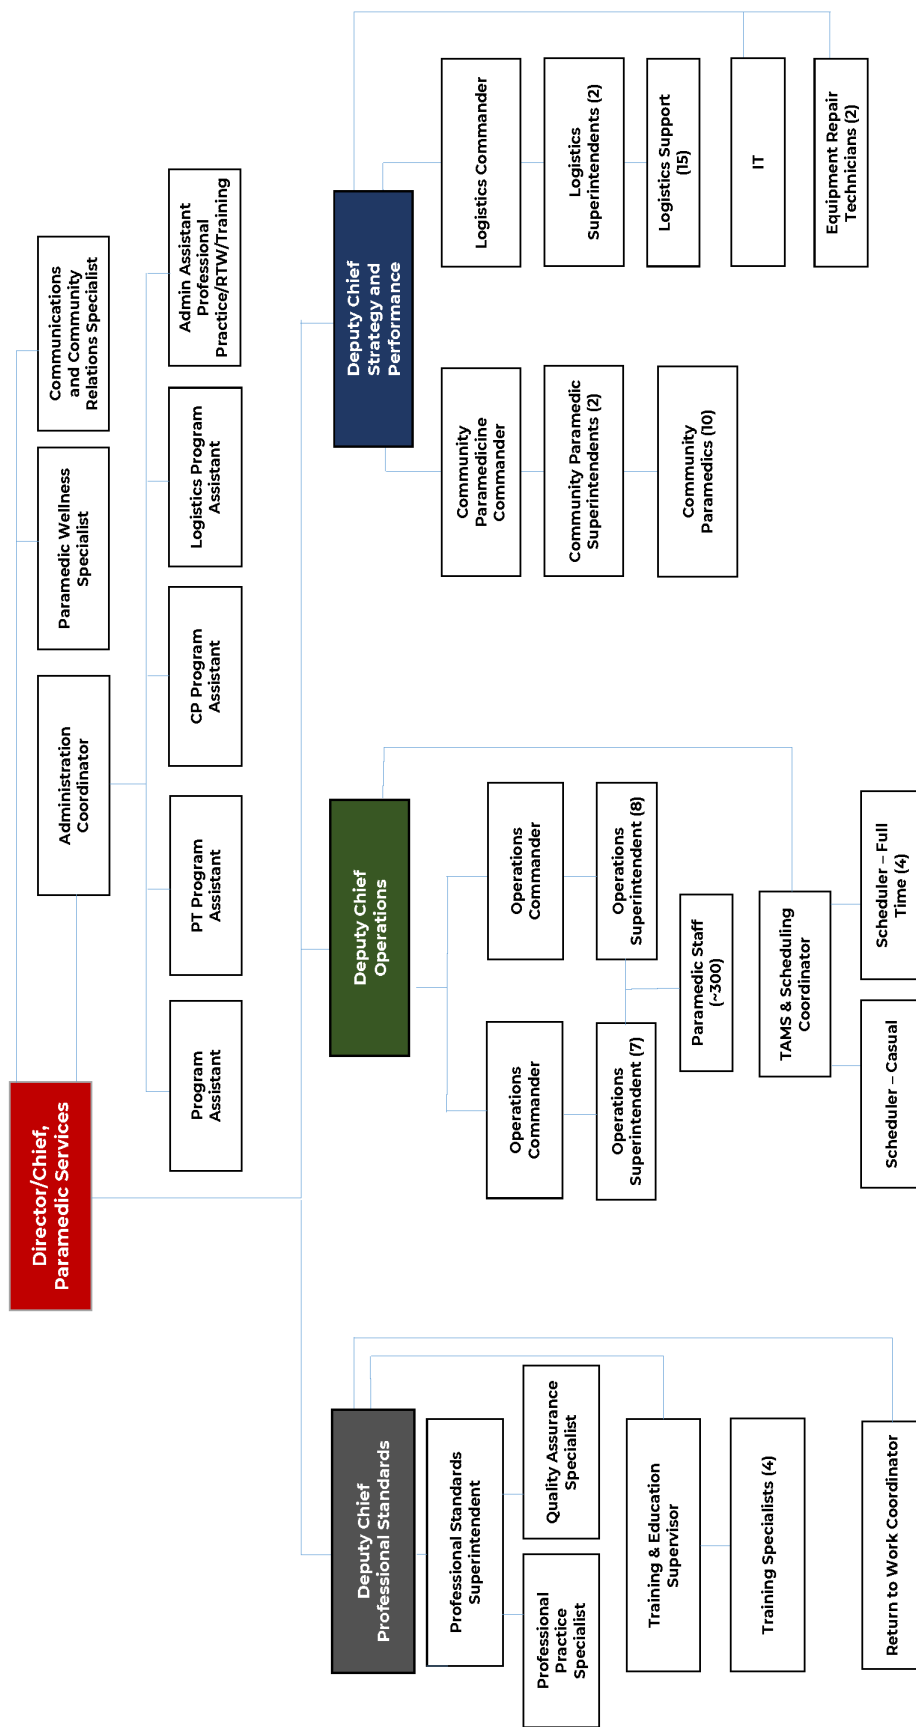 Director/Chief,
Paramedic Services
Administration
Coordinator
Paramedic Wellness
Specialist
Communications
and Community
Relations Specialist
Program
Assistant
PT Program
Assistant
CP Program
Assistant
Logistics Program
Assistant
Admin Assistant
Professional
Practice/RTW/Training
Deputy Chief
Professional Standards
Professional Standards
Superintendent
Professional
Practice
Specialist
Quality Assurance
Specialist
Training & Education
Supervisor
Training Specialists (4)
Return to Work Coordinator
Deputy Chief
Operations
Operations
Commander
Operations
Commander
Operations
Superintendent (7)
Operations
Superintendent (8)
Paramedic Staff
(~300)
TAMS & Scheduling
Coordinator
Scheduler – Casual
Scheduler – Full
Time (4)
Deputy Chief
Strategy and
Performance
Community
Paramedicine
Commander
Community Paramedic
Superintendents (2)
Community
Paramedics (10)
Logistics Commander
Logistics
Superintendents (2)
Logistics Support
(15)
IT
Equipment Repair
Technicians (2)